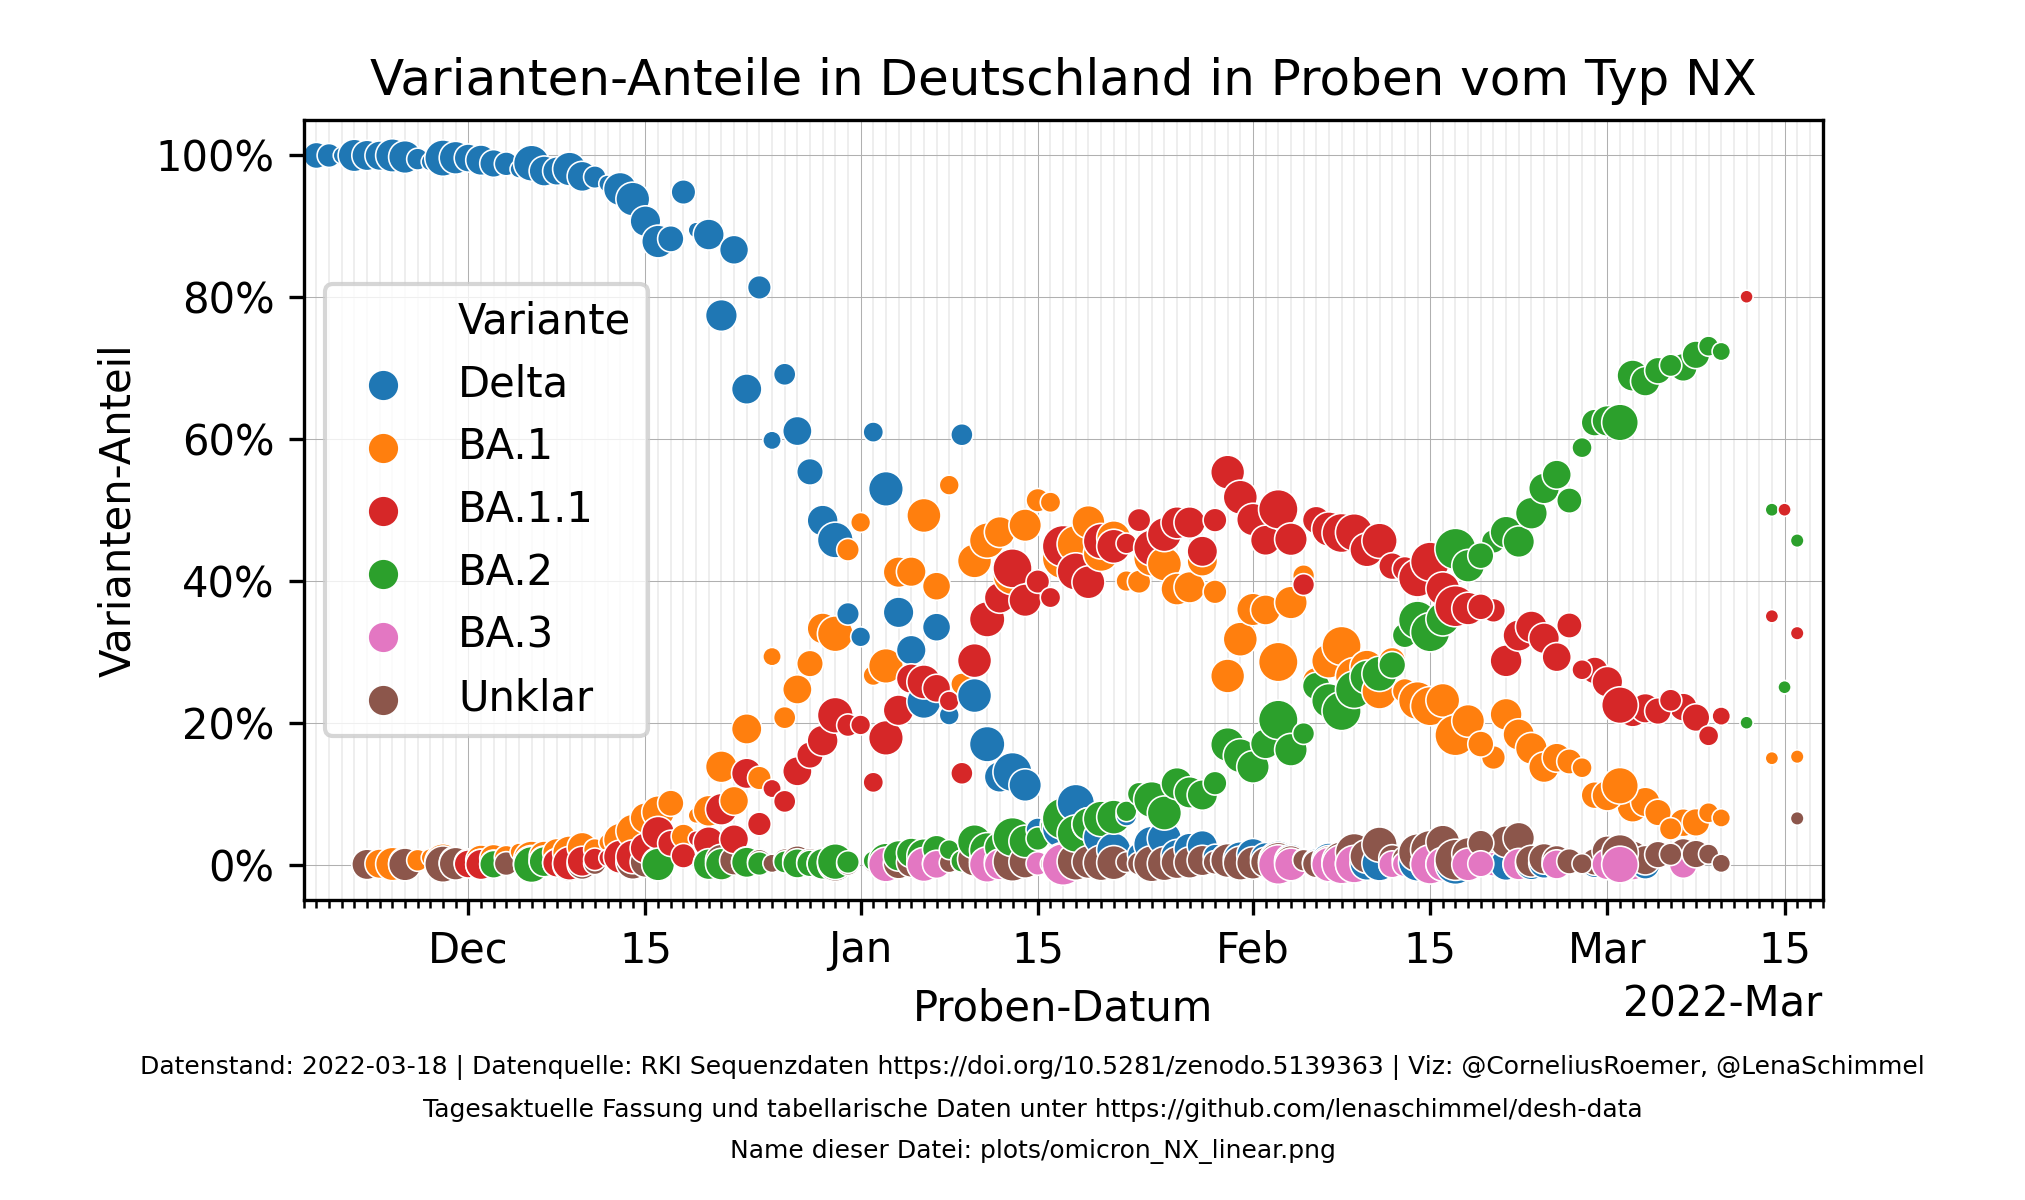 Varianten-Anteile in Deutschland in Proben vom Typ NX
Varianten-Anteil
100%
80%
60%
40%
20%
0%
Variante
Delta
BA.1
BA.1.1
BA.2
BA.3
Unklar
Dec 15 Jan 15 Feb 15 Mar 15
Proben-Datum
2022-Mar
Datenstand: 2022-03-18 | Datenquelle: RKI Sequenzdaten https://doi.org/10.5281/zenodo.5139363 | Viz: @CorneliusRoemer, @LenaSchimmel
Tagesaktuelle Fassung und tabellarische Daten unter https://github.com/lenaschimmel/desh-data
Name dieser Datei: plots/omicron_NX_linear.png